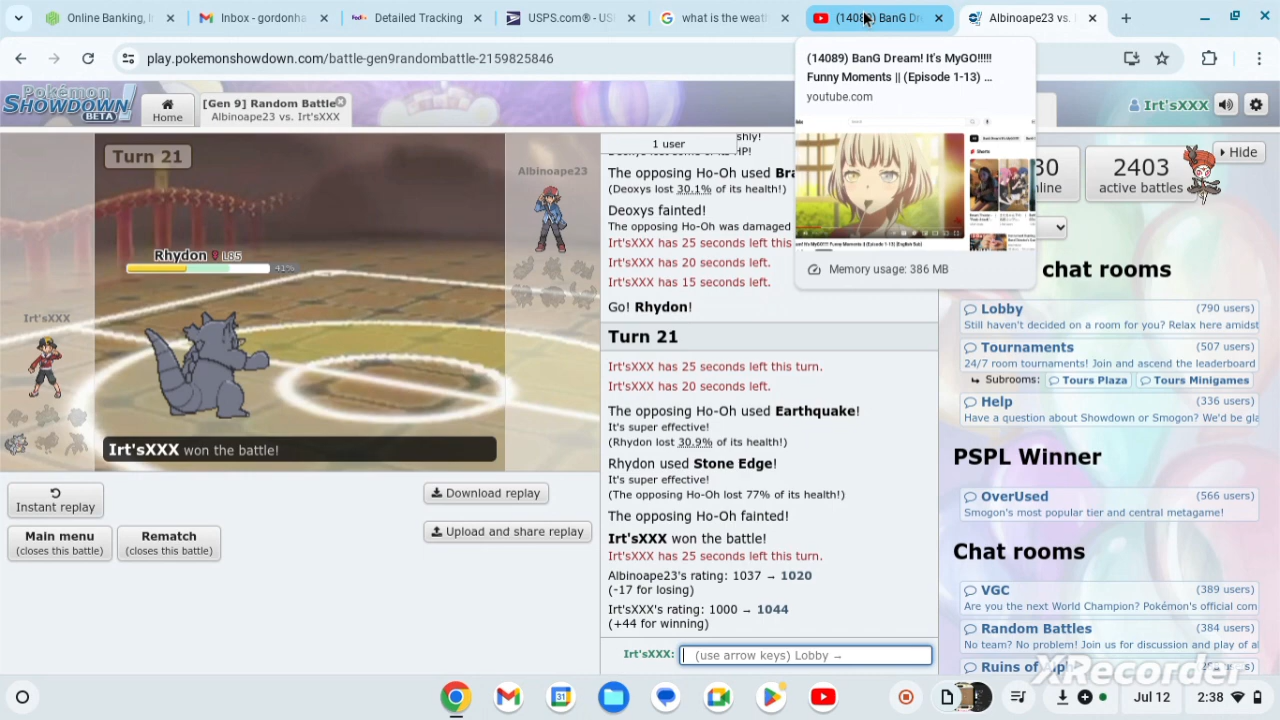 Online Banking, I
Inbox - gonha
Detailed Tracking
USPS.com® - US
what is the weat
(1408
BanG Dr
Albinoape23 vs.
play.pokemonshowdown.com/battle-gen9randombattle-2159825846
(14089) BanG Dream! It's MyGO!!!!!
Funny Moments || (Episode 1-13) ...
youtube.com
Memory usage: 386 MB
Pokémon
SHOWDOWN!
BETA
Home
[Gen 9] Random Battle
Albinoape23 vs. Irt'sXXX
Irt'sXXX
Turn 21
Albinoape23
Rhydon L85
41%
Irt'sXXX
Irt'sXXX won the battle!
Instant replay
Download replay
Main menu
(closes this battle)
Rematch
(closes this battle)
Upload and share replay
1 user
The opposing Ho-Oh used Bra
(Deoxys lost 30.1% of its health!)
Deoxys fainted!
The opposing Ho-Oh was damaged
Irt'sXXX has 25 seconds left this
Irt'sXXX has 20 seconds left.
Irt'sXXX has 15 seconds left.
Go! Rhydon!
Turn 21
Irt'sXXX has 25 seconds left this turn.
Irt'sXXX has 20 seconds left.
The opposing Ho-Oh used Earthquake!
It's super effective!
(Rhydon lost 30.9% of its health!)
Rhydon used Stone Edge!
It's super effective!
(The opposing Ho-Oh lost 77% of its health!)
The opposing Ho-Oh fainted!
Irt'sXXX won the battle!
Irt'sXXX has 25 seconds left this turn.
Albinoape23's rating: 1037 → 1020
(-17 for losing)
Irt'sXXX's rating: 1000 → 1044
(+44 for winning)
Irt'sXXX:
(use arrow keys) Lobby →
30
nline
2403
active battles
Hide
chat rooms
Lobby
(790 users)
Still haven't decided on a room for you? Relax here amidst
Tournaments
(507 users)
24/7 room tournaments! Join and ascend the leaderboard
Subrooms:
Tours Plaza
Tours Minigames
Help
(336 users)
Have a question about Showdown or Smogon? We'd be gla
PSPL Winner
OverUsed
(566 users)
Smogon's most popular tier and central metagame!
Chat rooms
VGC
(389 users)
Are you the next World Champion? Pokémon's official com
Random Battles
(384 users)
No team? No problem! Join us for discussion and play of a
Ruins of
XRecorder
31
Jul 12
2:38